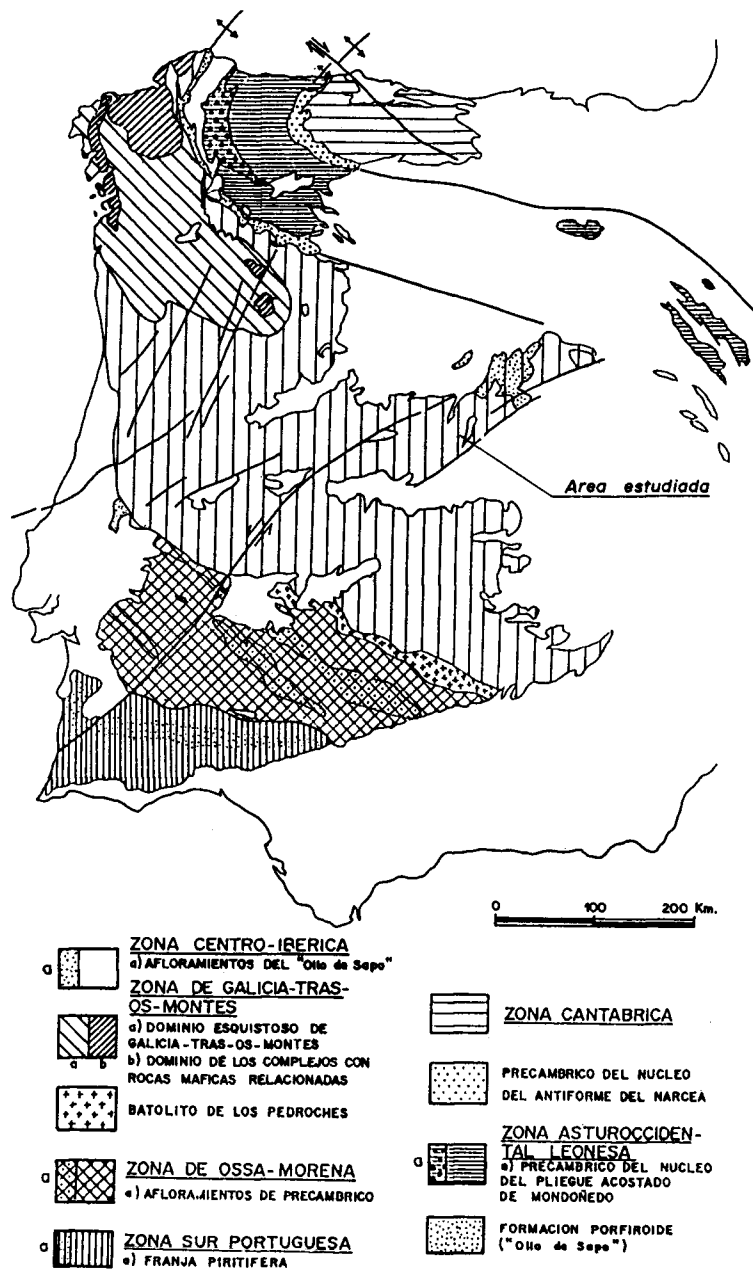 Area estudiada
0 100 200 Km.
a
ZONA CENTRO-IBERICA
a) AFLORAMIENTOS DEL "Ollo de Sapo"
ZONA DE GALICIA-TRAS-
OS-MONTES
a) DOMINIO ESQUISTOSO DE
GALICIA-TRAS-OS-MONTES
a b
b) DOMINIO DE LOS COMPLEJOS CON
ROCAS MAFICAS RELACIONADAS
BATOLITO DE LOS PEDROCHES
a
ZONA DE OSSA-MORENA
a) AFLORAMIENTOS DE PRECAMBRICO
a
ZONA SUR PORTUGUESA
a) FRANJA PIRITIFERA
ZONA CANTABRICA
PRECAMBRICO DEL NUCLEO
DEL ANTIFORME DEL NARCEA
a
ZONA ASTUROCCIDEN-
TAL LEONESA
a) PRECAMBRICO DEL NUCLEO
DEL PLIEGUE ACOSTADO
DE MONDOÑEDO
FORMACION PORFIROIDE
("Ollo de Sapo")